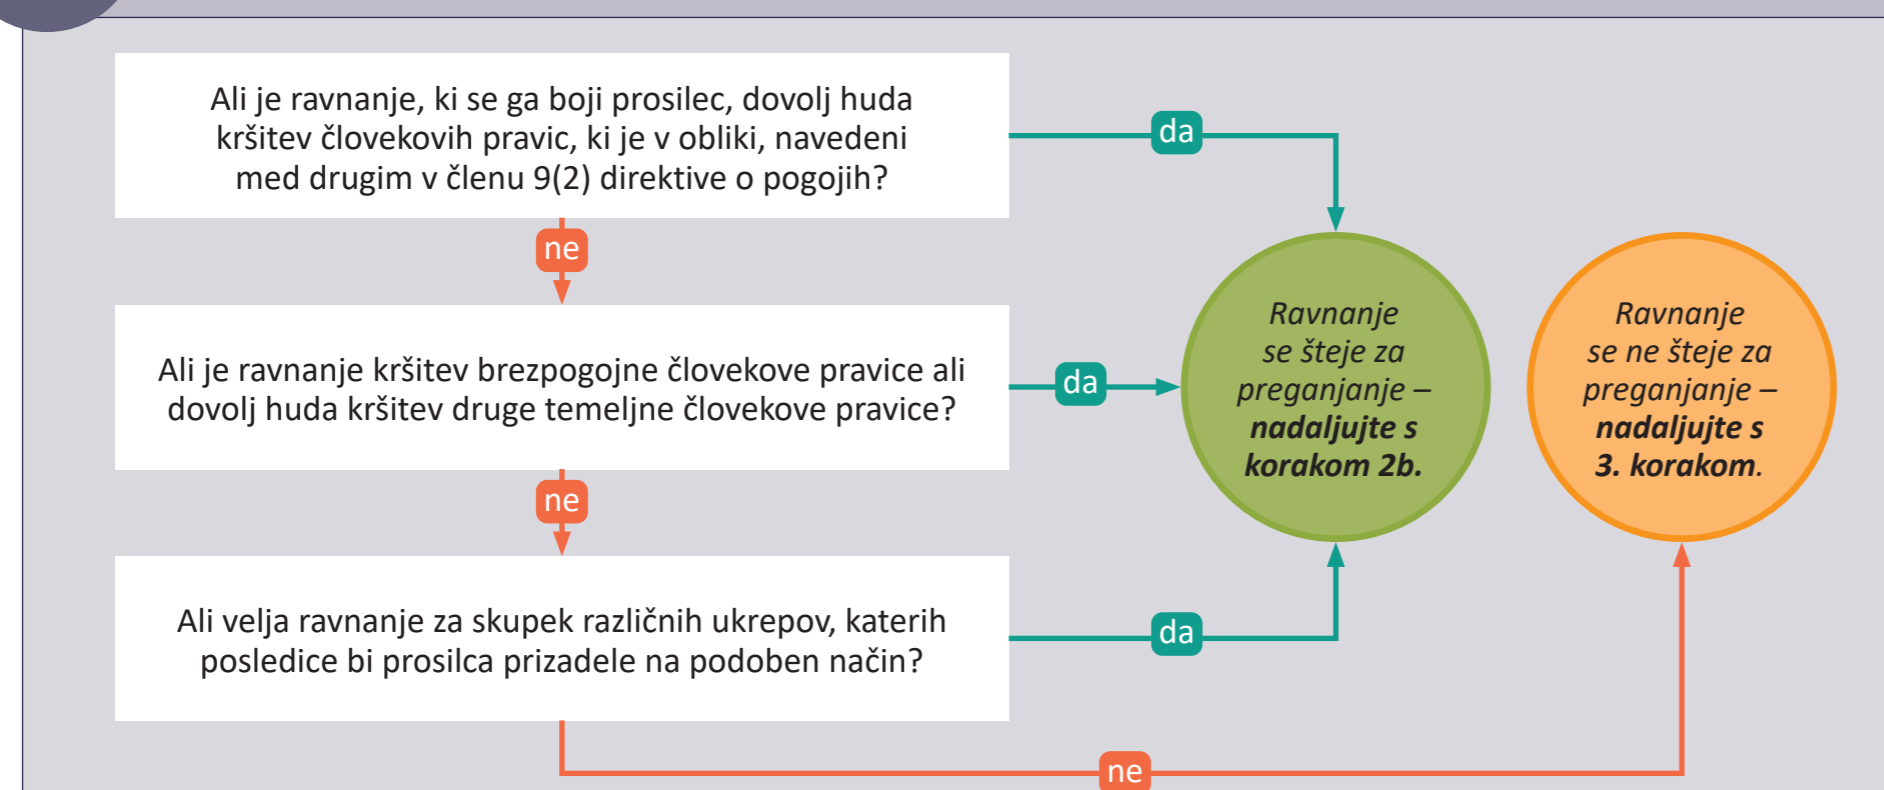 Ali je ravnanje, ki se ga boji prosilec, dovolj huda
kršitev človekovih pravic, ki je v obliki, navedeni
med drugim v členu 9(2) direktive o pogojih?
da
ne
Ali je ravnanje kršitev brezpogojne človekove pravice ali
dovolj huda kršitev druge temeljne človekove pravice?
da
Ravnanje
se šteje za
preganjanje –
nadaljujte s
korakom 2b.
Ravnanje
se ne šteje za
preganjanje –
nadaljujte s
3. korakom.
ne
Ali velja ravnanje za skupek različnih ukrepov, katerih
posledice bi prosilca prizadele na podoben način?
da
ne